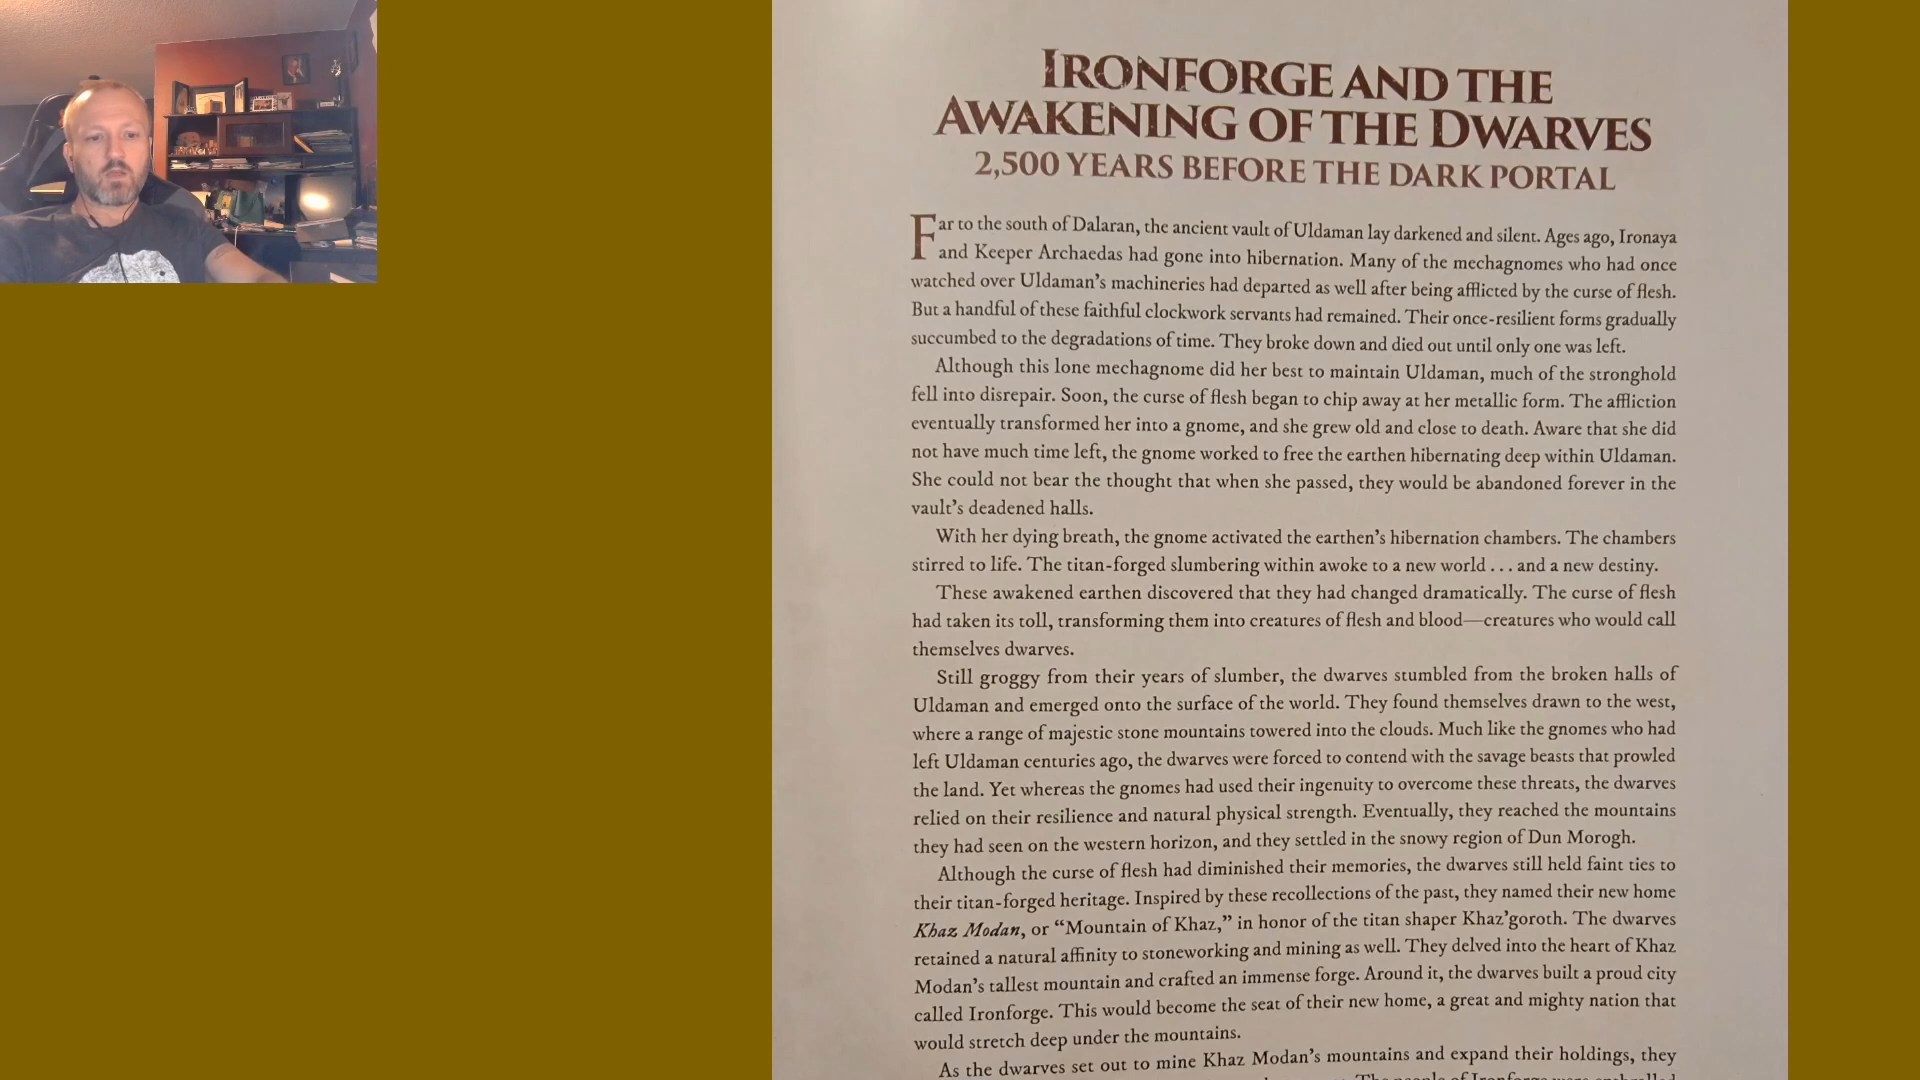 IRONFORGE AND THE
AWAKENING OF THE DWARVES
2,500 YEARS BEFORE THE DARK PORTAL
Far to the south of Dalaran, the ancient vault of Uldaman lay darkened and silent. Ages ago, Ironaya
and Keeper Archaedas had gone into hibernation. Many of the mechagnomes who had once
watched over Uldaman's machineries had departed as well after being afflicted by the curse of flesh.
But a handful of these faithful clockwork servants had remained. Their once-resilient forms gradually
succumbed to the degradations of time. They broke down and died out until only one was left.
Although this lone mechagnome did her best to maintain Uldaman, much of the stronghold
fell into disrepair. Soon, the curse of flesh began to chip away at her metallic form. The affliction
eventually transformed her into a gnome, and she grew old and close to death. Aware that she did
not have much time left, the gnome worked to free the earthen hibernating deep within Uldaman.
She could not bear the thought that when she passed, they would be abandoned forever in the
vault's deadened halls.
With her dying breath, the gnome activated the earthen's hibernation chambers. The chambers
stirred to life. The titan-forged slumbering within awoke to a new world . . . and a new destiny.
These awakened earthen discovered that they had changed dramatically. The curse of flesh
had taken its toll, transforming them into creatures of flesh and blood—creatures who would call
themselves dwarves.
Still groggy from their years of slumber, the dwarves stumbled from the broken halls of
Uldaman and emerged onto the surface of the world. They found themselves drawn to the west,
where a range of majestic stone mountains towered into the clouds. Much like the gnomes who had
left Uldaman centuries ago, the dwarves were forced to contend with the savage beasts that prowled
the land. Yet whereas the gnomes had used their ingenuity to overcome these threats, the dwarves
relied on their resilience and natural physical strength. Eventually, they reached the mountains
they had seen on the western horizon, and they settled in the snowy region of Dun Morogh.
Although the curse of flesh had diminished their memories, the dwarves still held faint ties to
their titan-forged heritage. Inspired by these recollections of the past, they named their new home
Khaz Modan, or “Mountain of Khaz,” in honor of the titan shaper Khaz'goroth. The dwarves
retained a natural affinity to stoneworking and mining as well. They delved into the heart of Khaz
Modan's tallest mountain and crafted an immense forge. Around it, the dwarves built a proud city
called Ironforge. This would become the seat of their new home, a great and mighty nation that
would stretch deep under the mountains.
As the dwarves set out to mine Khaz Modan's mountains and expand their holdings, they
The people of Ironforge were enthralled